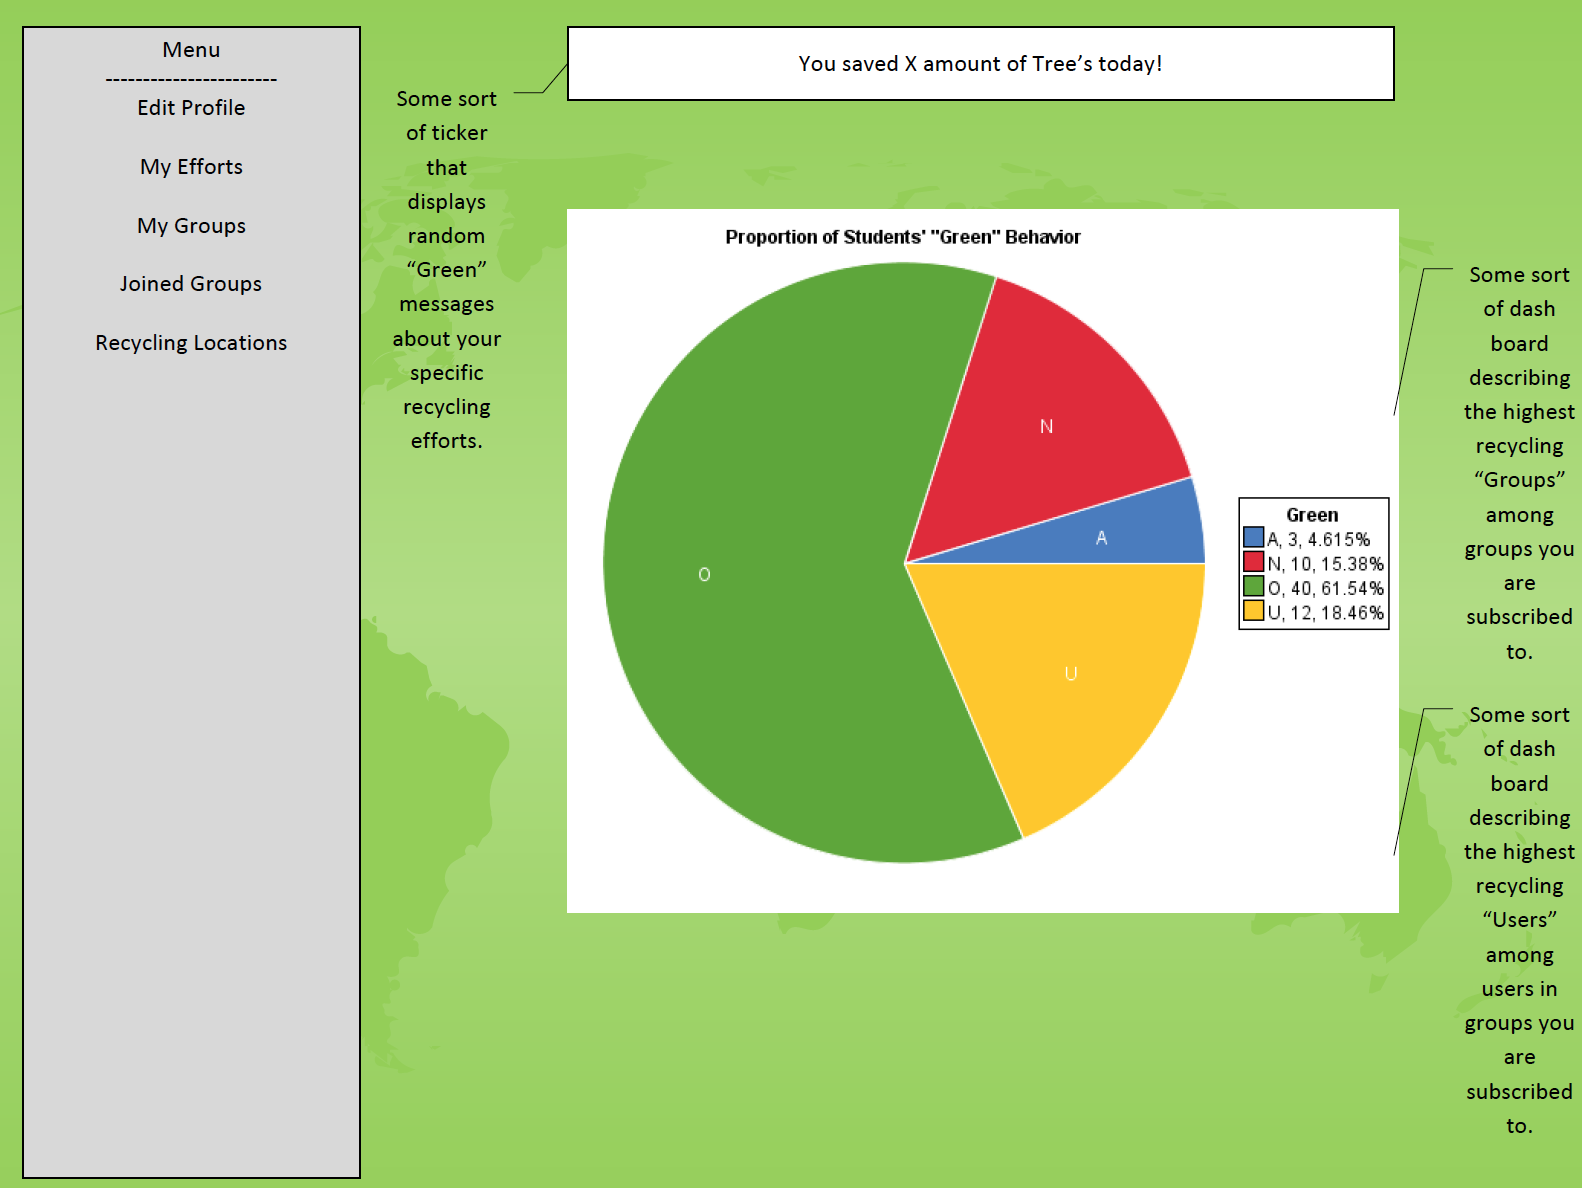 Menu
-----------------------
Edit Profile
My Efforts
My Groups
Joined Groups
Recycling Locations
Some sort
of ticker
that
displays
random
“Green”
messages
about your
specific
recycling
efforts.
You saved X amount of Tree’s today!
Proportion of Students' "Green" Behavior
N
A
O
U
Green
A, 3, 4.615%
N, 10, 15.38%
O, 40, 61.54%
U, 12, 18.46%
Some sort
of dash
board
describing
the highest
recycling
“Groups”
among
groups you
are
subscribed
to.
Some sort
of dash
board
describing
the highest
recycling
“Users”
among
users in
groups you
are
subscribed
to.